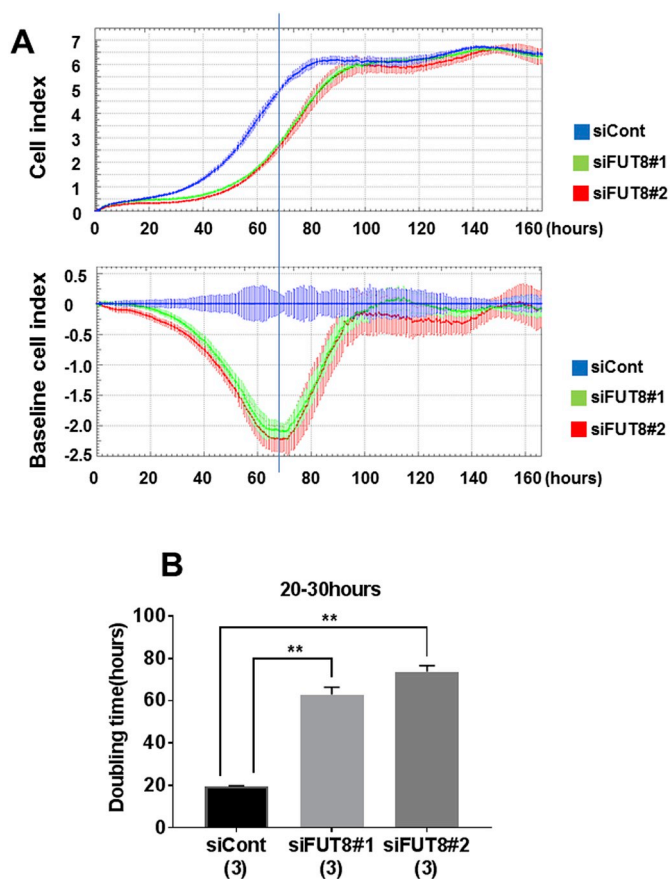 A
Cell index
7
6
5
4
3
2
1
0
0 20 40 60 80 100 120 140 160 (hours)
siCont
siFUT8#1
siFUT8#2
Baseline cell index
0.5
0
-0.5
-1.0
-1.5
-2.0
-2.5
0 20 40 60 80 100 120 140 160 (hours)
siCont
siFUT8#1
siFUT8#2
B
20-30hours
Doubling time(hours)
100
80
60
40
20
0
**
**
siCont siFUT8#1 siFUT8#2
(3) (3) (3)